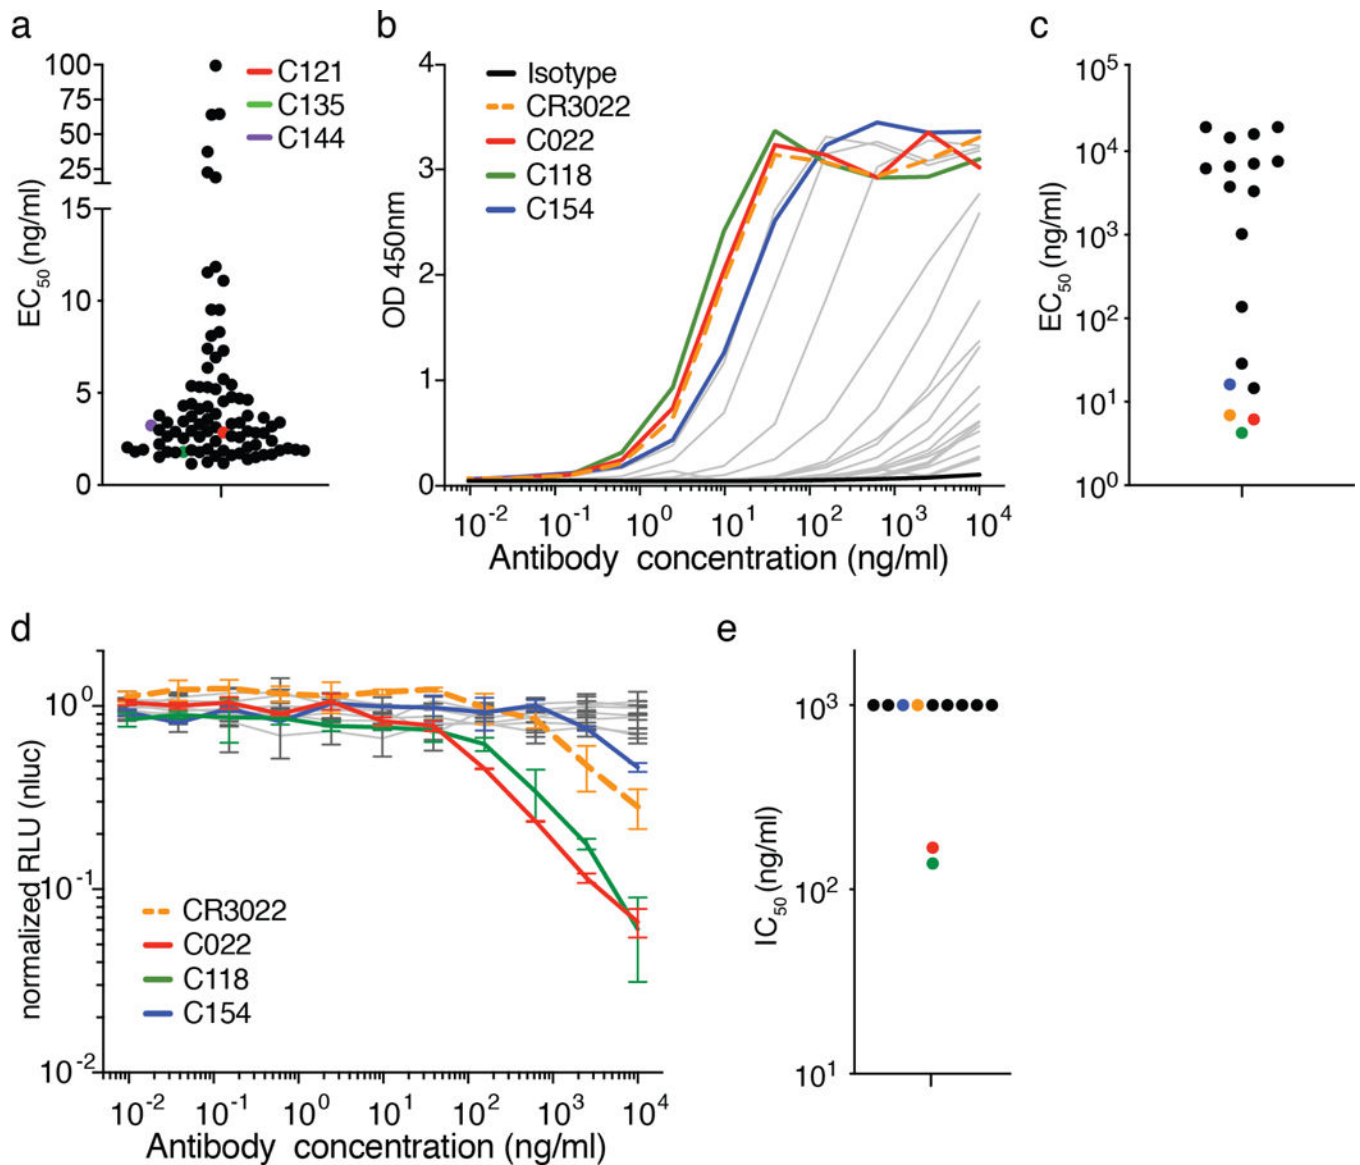 a
EC50 (ng/ml)
100
75
50
25
15
10
5
0
C121
C135
C144
b
OD 450nm
4
3
2
1
0
Isotype
CR3022
C022
C118
C154
10-2 10-1 100 101 102 103 104
Antibody concentration (ng/ml)
c
EC50 (ng/ml)
105
104
103
102
101
100
d
normalized RLU (nluc)
100
10-1
10-2
CR3022
C022
C118
C154
10-2 10-1 100 101 102 103 104
Antibody concentration (ng/ml)
e
IC50 (ng/ml)
103
102
101